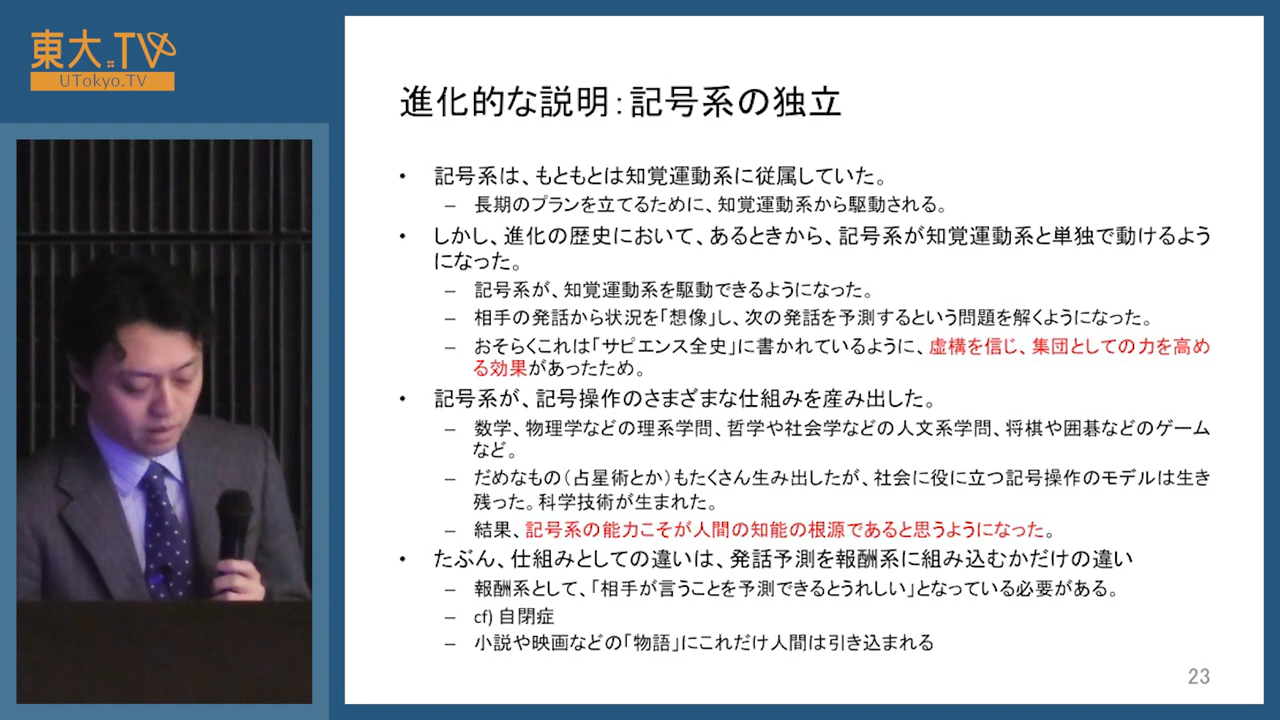 東大.TV
UTokyo.TV
進化的な説明：記号系の独立
• 記号系は、もともとは知覚運動系に従属していた。
– 長期のプランを立てるために、知覚運動系から駆動される。
• しかし、進化の歴史において、あるときから、記号系が知覚運動系と単独で動けるよう
になった。
– 記号系が、知覚運動系を駆動できるようになった。
– 相手の発話から状況を「想像」し、次の発話を予測するという問題を解くようになった。
– おそらくこれは「サピエンス全史」に書かれているように、虚構を信じ、集団としての力を高め
る効果があったため。
• 記号系が、記号操作のさまざまな仕組みを産み出した。
– 数学、物理学などの理系学問、哲学や社会学などの人文系学問、将棋や囲碁などのゲーム
など。
– だめなもの（占星術とか）もたくさん生み出したが、社会に役に立つ記号操作のモデルは生き
残った。科学技術が生まれた。
– 結果、記号系の能力こそが人間の知能の根源であると思うようになった。
• たぶん、仕組みとしての違いは、発話予測を報酬系に組み込むかだけの違い
– 報酬系として、「相手が言うことを予測できるとうれしい」となっている必要がある。
– cf) 自閉症
– 小説や映画などの「物語」にこれだけ人間は引き込まれる
23